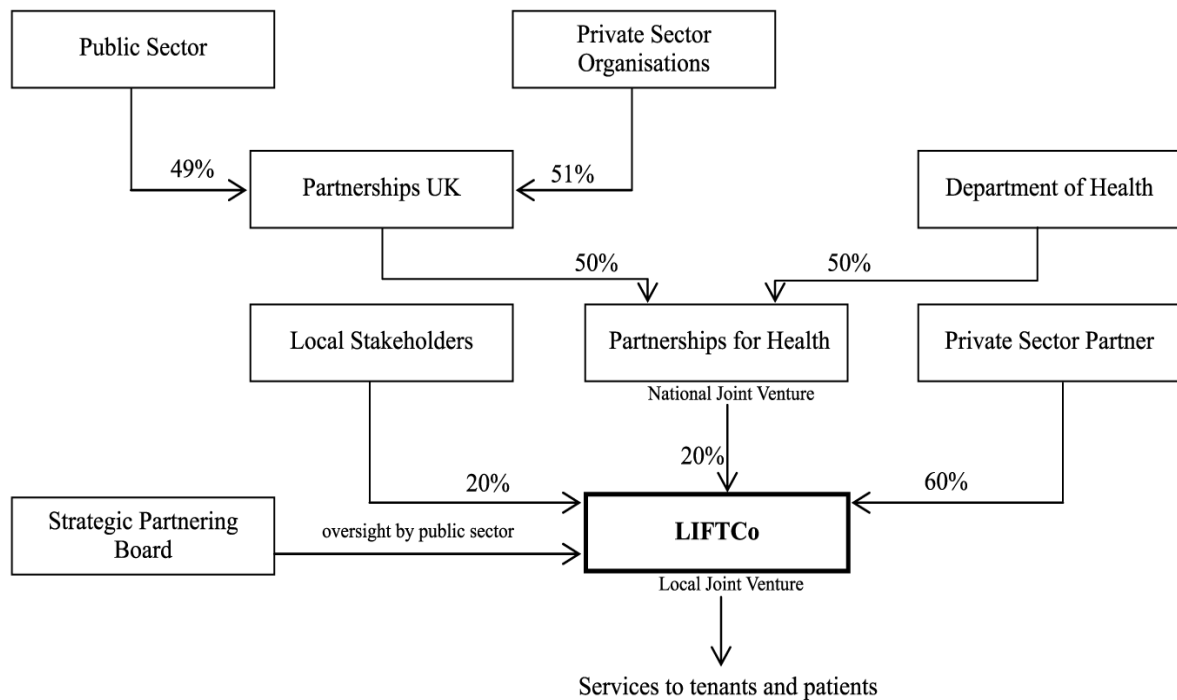 Public Sector
Private Sector
Organisations
49%
Partnerships UK
51%
Department of Health
50%
50%
Local Stakeholders
Partnerships for Health
Private Sector Partner
National Joint Venture
20%
20%
60%
Strategic Partnering
Board
oversight by public sector
LIFTCo
Local Joint Venture
Services to tenants and patients